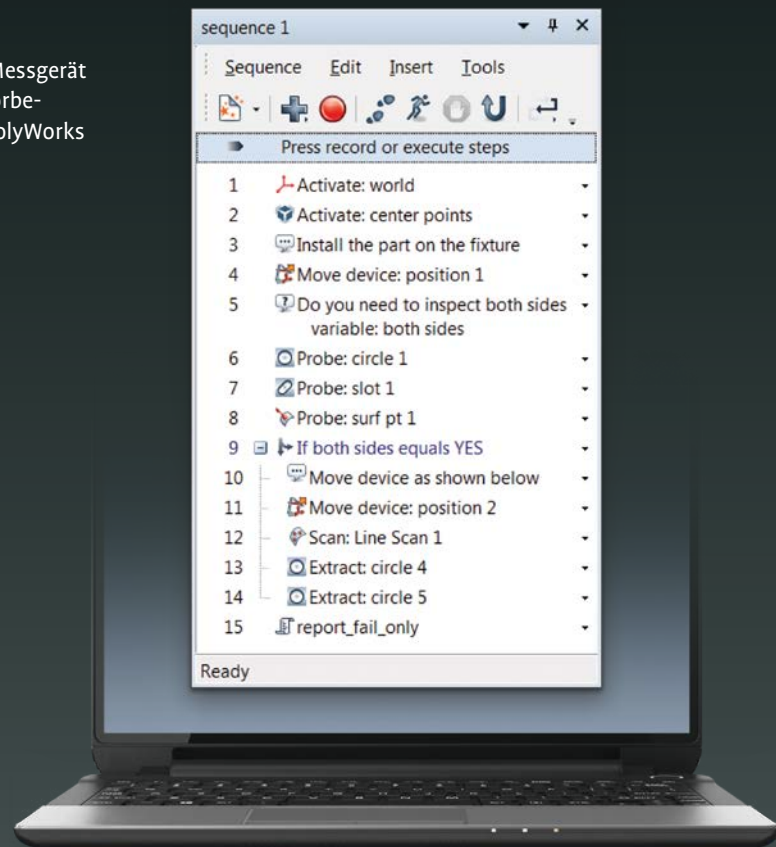 sequence 1
Messgerät
plyWorks
Sequence Edit Insert Tools
Press record or execute steps
1 Activate: world
2 Activate: center points
3 Install the part on the fixture
4 Move device: position 1
5 Do you need to inspect both sides
variable: both sides
6 Probe: circle 1
7 Probe: slot 1
8 Probe: surf pt 1
9 If both sides equals YES
10 Move device as shown below
11 Move device: position 2
12 Scan: Line Scan 1
13 Extract: circle 4
14 Extract: circle 5
15 report_fail_only
Ready